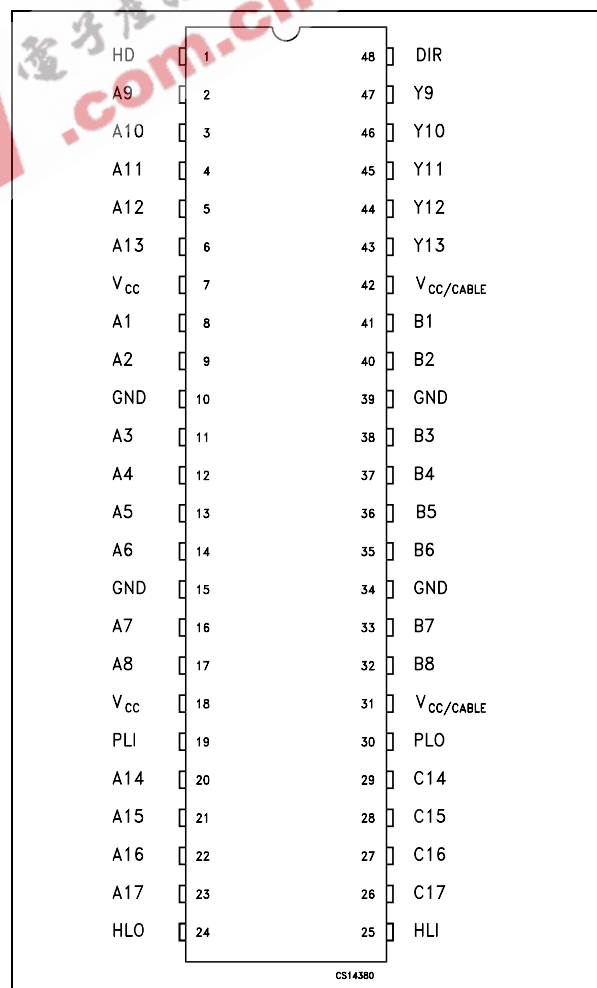 電子產
.com.cn
HD 1 48 DIR
A9 2 47 Y9
A10 3 46 Y10
A11 4 45 Y11
A12 5 44 Y12
A13 6 43 Y13
VCC 7 42 VCC/CABLE
A1 8 41 B1
A2 9 40 B2
GND 10 39 GND
A3 11 38 B3
A4 12 37 B4
A5 13 36 B5
A6 14 35 B6
GND 15 34 GND
A7 16 33 B7
A8 17 32 B8
VCC 18 31 VCC/CABLE
PLI 19 30 PLO
A14 20 29 C14
A15 21 28 C15
A16 22 27 C16
A17 23 26 C17
HLO 24 25 HLI
CS14380